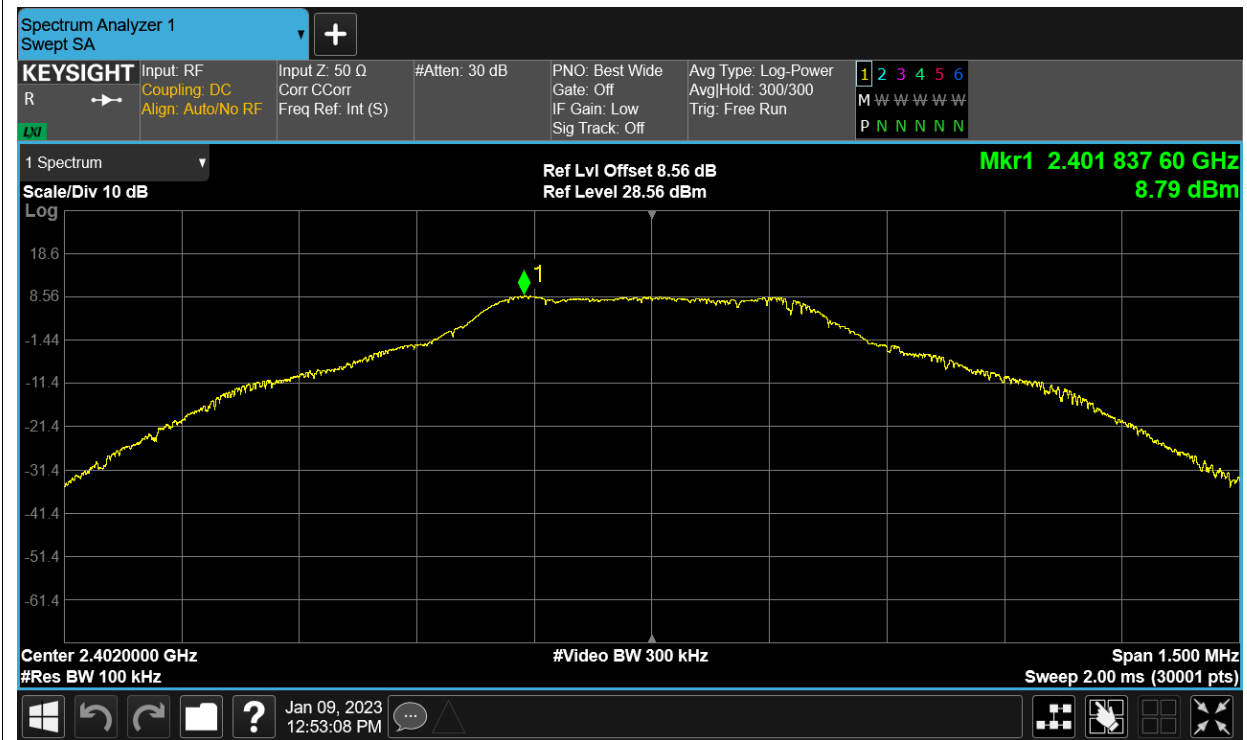 Spectrum Analyzer 1
Swept SA
KEYSIGHT
R
LXI
Input: RF
Coupling: DC
Align: Auto/No RF
Input Z: 50 Ω
Corr CCorr
Freq Ref: Int (S)
#Atten: 30 dB
PNO: Best Wide
Gate: Off
IF Gain: Low
Sig Track: Off
Avg Type: Log-Power
Avg|Hold: 300/300
Trig: Free Run
1 2 3 4 5 6
M W W W W W
P N N N N N
1 Spectrum
Scale/Div 10 dB
Log
Ref Lvl Offset 8.56 dB
Ref Level 28.56 dBm
Mkr1 2.401 837 60 GHz
8.79 dBm
18.6
1
8.56
-1.44
-11.4
-21.4
-31.4
-41.4
-51.4
-61.4
Center 2.4020000 GHz
#Video BW 300 kHz
Span 1.500 MHz
#Res BW 100 kHz
Sweep 2.00 ms (30001 pts)
?
Jan 09, 2023
12:53:08 PM